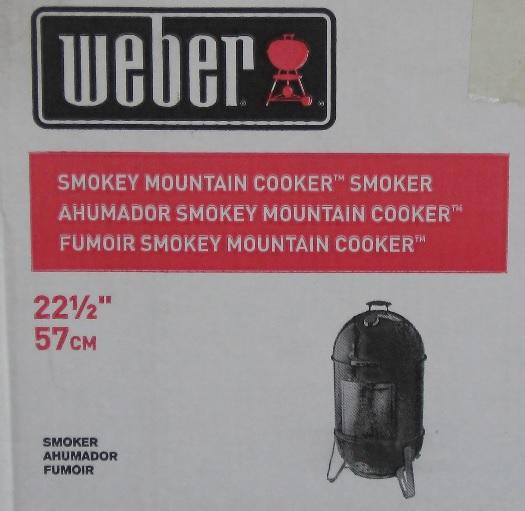 weber
SMOKEY MOUNTAIN COOKER™ SMOKER
AHUMADOR SMOKEY MOUNTAIN COOKER™
FUMOIR SMOKEY MOUNTAIN COOKER™
22½"
57CM
SMOKER
AHUMADOR
FUMOIR